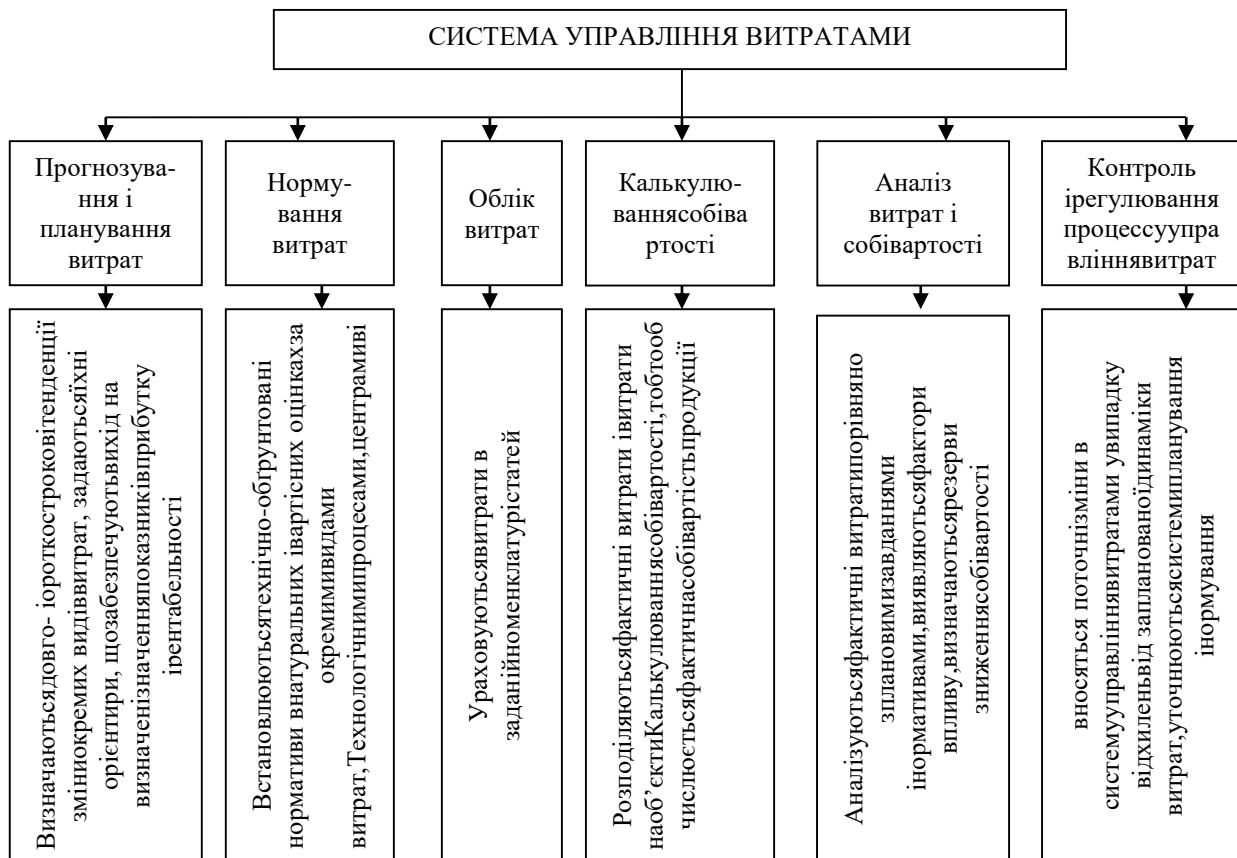 СИСТЕМА УПРАВЛІННЯ ВИТРАТАМИ
Прогнозува-
ння і
планування
витрат
Норму-
вання
витрат
Облік
витрат
Калькулю-
ваннясобіва
ртості
Аналіз
витрат і
собівартості
Контроль
ірегулювання
процессуупра
вліннявитрат
Визначаютьсядовго- іороткостроковітенденції
зміниокремих видіввитрат, задаютьсяїхні
орієнтири, щозабезпечуютьвихід на
визначенізначенняпоказниківприбутку
ірентабельності
Встановлюютьсятехнічно-обґрунтовані
нормативи внатуральних івартісних оцінкахза
окремимивидами
витрат,Технологічнимипроцесами,центрамиві
Ураховуютьсявитрати в
заданійноменклатурістатей
Розподіляютьсяфактичні витрати івитрати
наоб’єктиКалькулюваннясобівартості,тобтооб
числюєтьсяфактичнасобівартістьпродукції
Аналізуютьсяфактичні витратипорівняно
зплановимизавданнями
інормативами,виявляютьсяфактори
впливу,визначаютьсярезерви
зниженнясобівартості
вносяться поточнізміни в
системууправліннявитратами увипадку
відхиленьвід запланованоїдинаміки
витрат,уточнюютьсясистемипланування
інормування